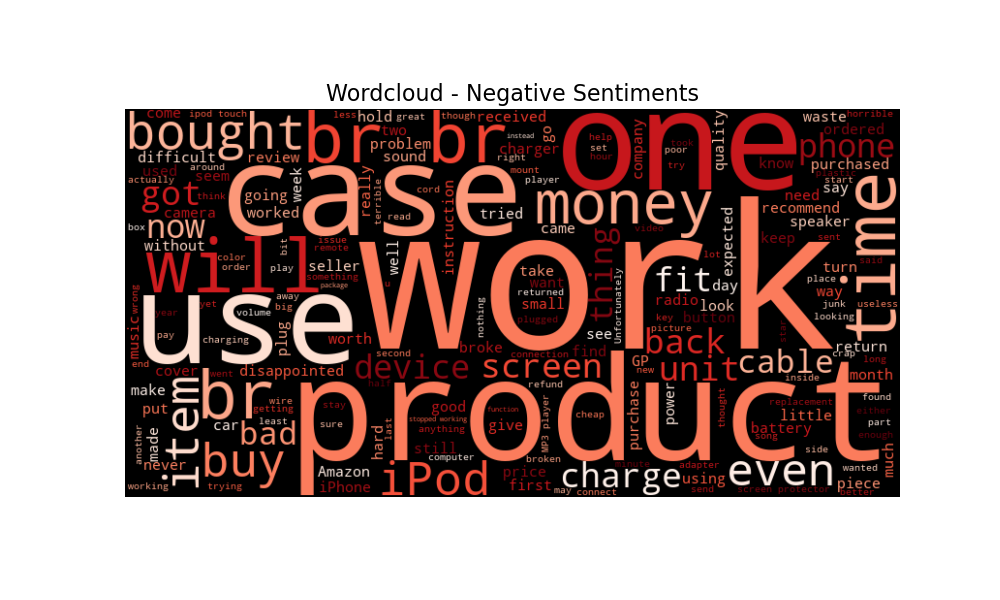 Wordcloud - Negative Sentiments
come ipod touch less hold great though received waste horrible
bought br br charger go one help set hour company took poor try quality ordered phone
difficult review two problem sound instead right know purchased
used around seem week really terrible cord mount player plastic start
actually got think going case read tried money need say
camera worked instruction came recommend
box now issue remote well video expected speaker time
without color order bit seller work thing fit keep sent said
will something play package u take want Unfortunately day lot place turn
music wrong yet use away big volume plug nothing returned small plugged radio look way junk useless
year see key button star looking
pay charging worth broke connection find picture back return
end cover went disappointed second device screen GP new unit cable crap long
inside month
make br wire half product refund purchase power thought replacement found
item put getting stay good function cheap little either
another made car least sure hard last give battery part
bad stopped working anything song enough
never buy still computer broken MP3 player side much
Amazon price minute adapter even wanted
working trying iPhone iPod first may connect charge using send screen protector piece better